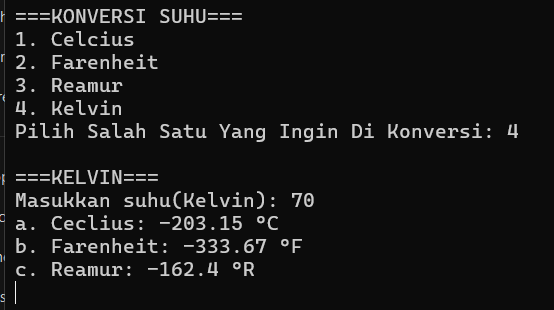 ===KONVERSI SUHU===
1. Celcius
2. Farenheit
3. Reamur
4. Kelvin
Pilih Salah Satu Yang Ingin Di Konversi: 4
===KELVIN===
Masukkan suhu(Kelvin): 70
a. Ceclius: -203.15 °C
b. Farenheit: -333.67 °F
c. Reamur: -162.4 °R